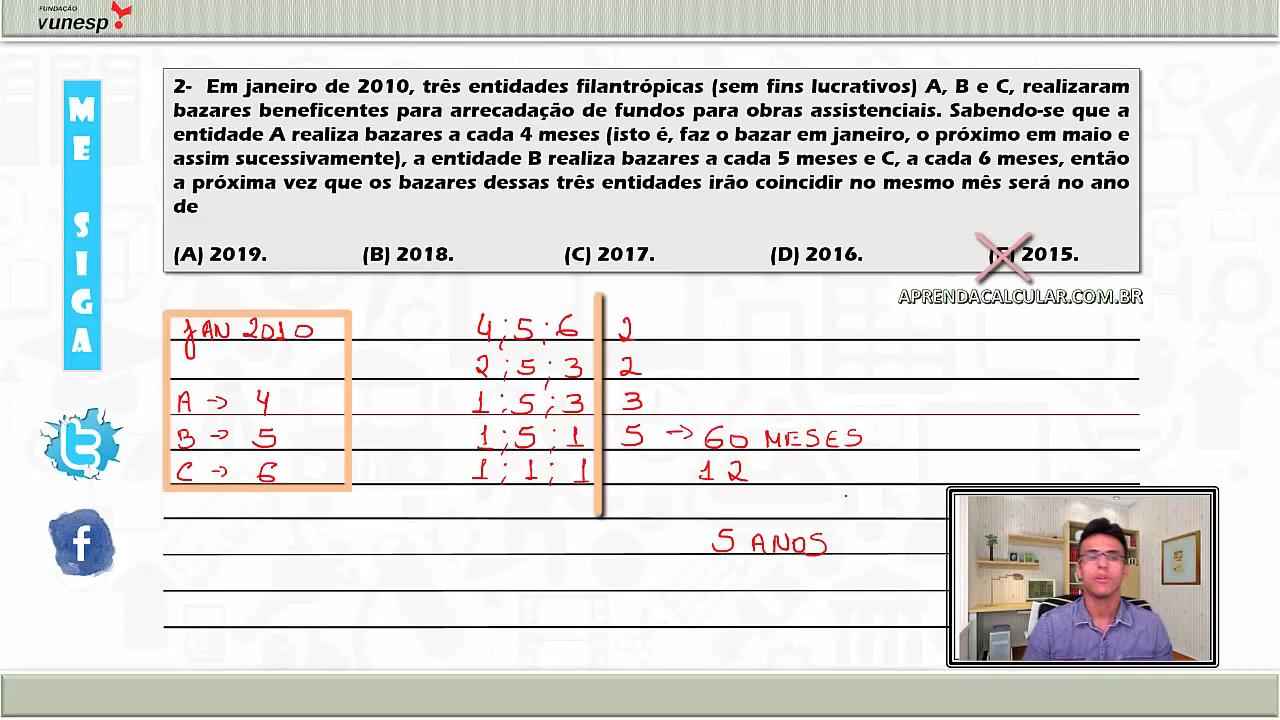 FUNDAÇÃO
vunesp
ME SIGA
2- Em janeiro de 2010, três entidades filantrópicas (sem fins lucrativos) A, B e C, realizaram
bazares beneficentes para arrecadação de fundos para obras assistenciais. Sabendo-se que a
entidade A realiza bazares a cada 4 meses (isto é, faz o bazar em janeiro, o próximo em maio e
assim sucessivamente), a entidade B realiza bazares a cada 5 meses e C, a cada 6 meses, então
a próxima vez que os bazares dessas três entidades irão coincidir no mesmo mês será no ano
de
(A) 2019. (B) 2018. (C) 2017. (D) 2016. (E) 2015.
APRENDACALCULAR.COM.BR
JAN 2010
A → 4
B → 5
C → 6
4 ; 5 ; 6 2
2 ; 5 ; 3 2
1 ; 5 ; 3 3
1 ; 5 ; 1 5 → 60 MESES
1 ; 1 ; 1 12
5 ANOS